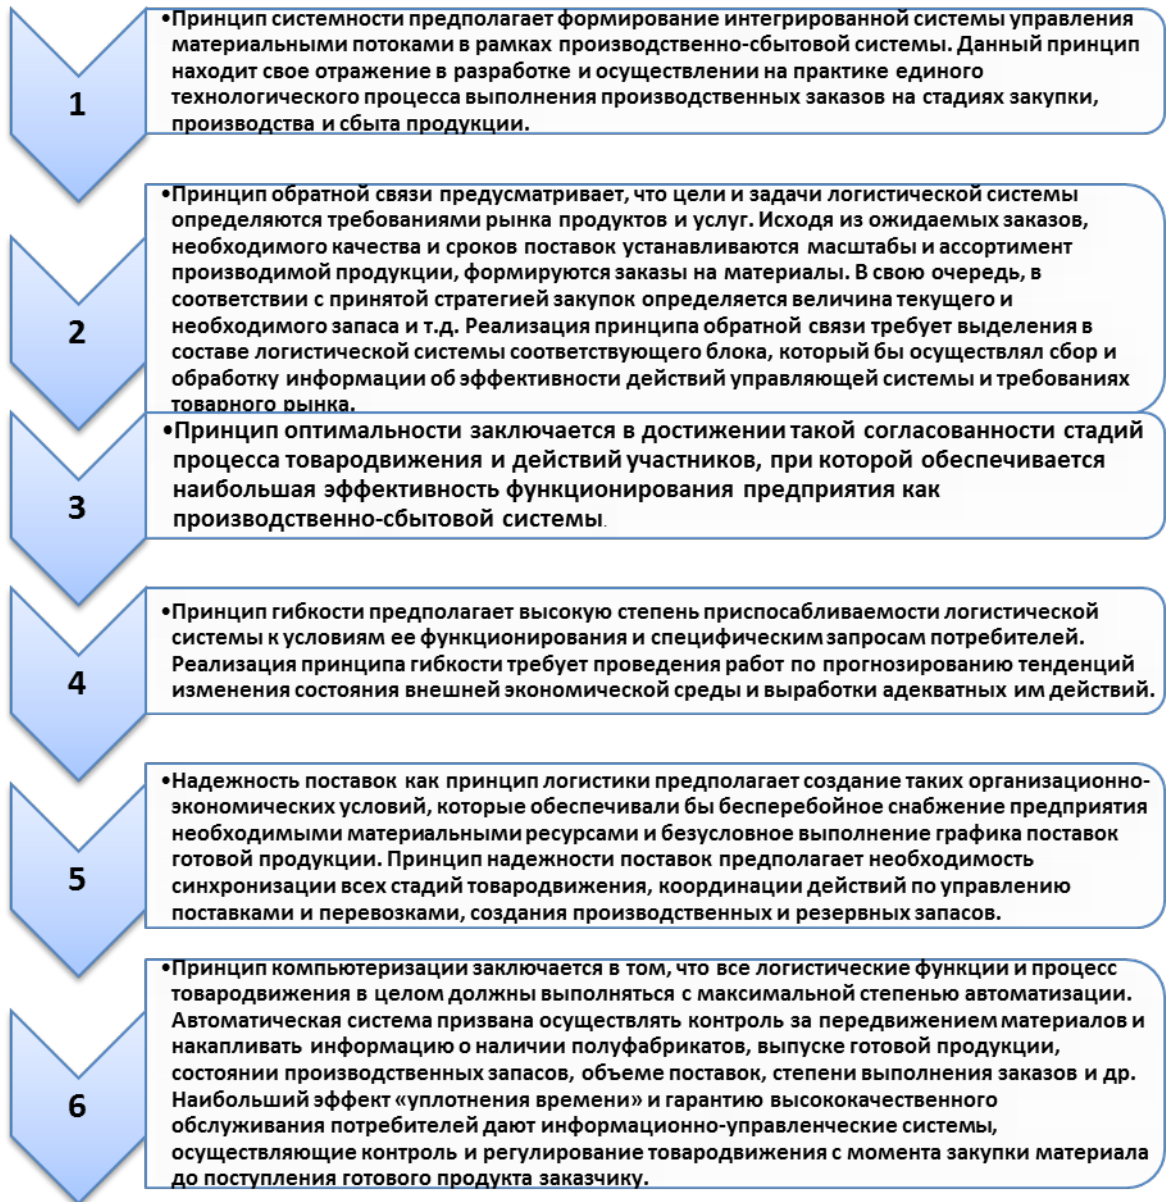 1
•Принцип системности предполагает формирование интегрированной системы управления
материальными потоками в рамках производственно-сбытовой системы. Данный принцип
находит свое отражение в разработке и осуществлении на практике единого
технологического процесса выполнения производственных заказов на стадиях закупки,
производства и сбыта продукции.
2
•Принцип обратной связи предусматривает, что цели и задачи логистической системы
определяются требованиями рынка продуктов и услуг. Исходя из ожидаемых заказов,
необходимого качества и сроков поставок устанавливаются масштабы и ассортимент
производимой продукции, формируются заказы на материалы. В свою очередь, в
соответствии с принятой стратегией закупок определяется величина текущего и
необходимого запаса и т.д. Реализация принципа обратной связи требует выделения в
составе логистической системы соответствующего блока, который бы осуществлял сбор и
обработку информации об эффективности действий управляющей системы и требованиях
товарного рынка.
3
•Принцип оптимальности заключается в достижении такой согласованности стадий
процесса товародвижения и действий участников, при которой обеспечивается
наибольшая эффективность функционирования предприятия как
производственно-сбытовой системы.
4
•Принцип гибкости предполагает высокую степень приспосабливаемости логистической
системы к условиям ее функционирования и специфическим запросам потребителей.
Реализация принципа гибкости требует проведения работ по прогнозированию тенденций
изменения состояния внешней экономической среды и выработки адекватных им действий.
5
•Надежность поставок как принцип логистики предполагает создание таких организационно-
экономических условий, которые обеспечивали бы бесперебойное снабжение предприятия
необходимыми материальными ресурсами и безусловное выполнение графика поставок
готовой продукции. Принцип надежности поставок предполагает необходимость
синхронизации всех стадий товародвижения, координации действий по управлению
поставками и перевозками, создания производственных и резервных запасов.
6
•Принцип компьютеризации заключается в том, что все логистические функции и процесс
товародвижения в целом должны выполняться с максимальной степенью автоматизации.
Автоматическая система призвана осуществлять контроль за передвижением материалов и
накапливать информацию о наличии полуфабрикатов, выпуске готовой продукции,
состоянии производственных запасов, объеме поставок, степени выполнения заказов и др.
Наибольший эффект «уплотнения времени» и гарантию высококачественного
обслуживания потребителей дают информационно-управленческие системы,
осуществляющие контроль и регулирование товародвижения с момента закупки материала
до поступления готового продукта заказчику.